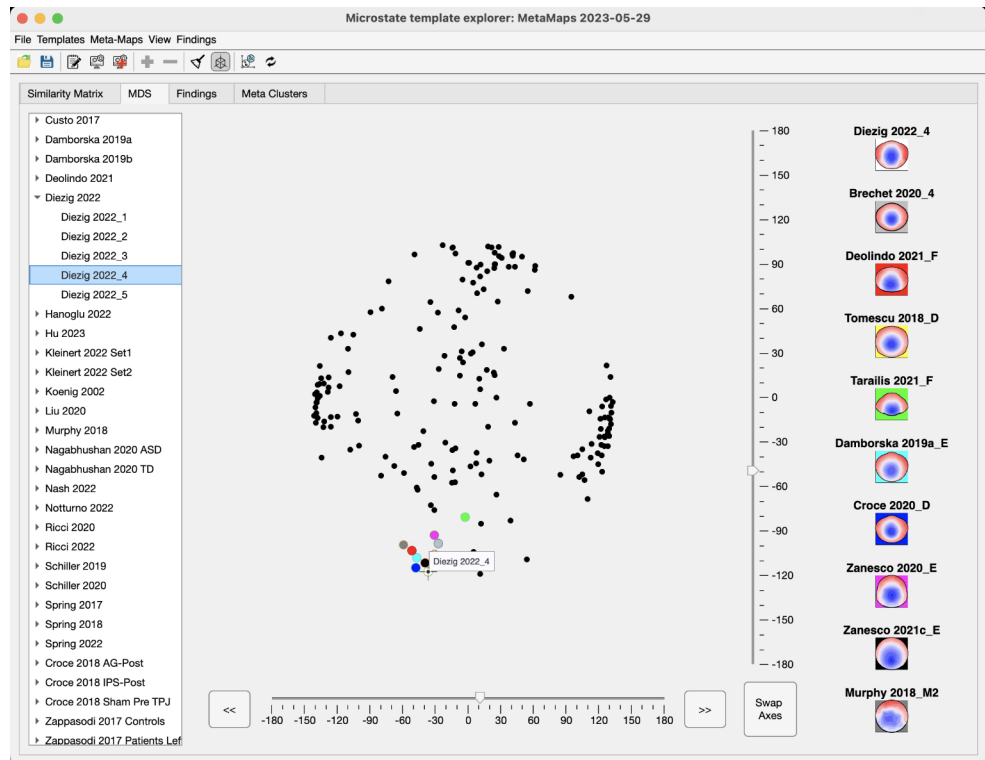 Microstate template explorer: MetaMaps 2023-05-29
File Templates Meta-Maps View Findings
Similarity Matrix MDS Findings Meta Clusters
Custo 2017
Damborska 2019a
Damborska 2019b
Deolindo 2021
Diezig 2022
Diezig 2022_1
Diezig 2022_2
Diezig 2022_3
Diezig 2022_4
Diezig 2022_5
Hanoglu 2022
Hu 2023
Kleinert 2022 Set1
Kleinert 2022 Set2
Koenig 2002
Liu 2020
Murphy 2018
Nagabhushan 2020 ASD
Nagabhushan 2020 TD
Nash 2022
Notturno 2022
Ricci 2020
Ricci 2022
Schiller 2019
Schiller 2020
Spring 2017
Spring 2018
Spring 2022
Croce 2018 AG-Post
Croce 2018 IPS-Post
Croce 2018 Sham Pre TPJ
Zappasodi 2017 Controls
Zappasodi 2017 Patients Lef
Diezig 2022_4
180
150
120
90
60
30
0
-30
-60
-90
-120
-150
-180
<<
-180 -150 -120 -90 -60 -30 0 30 60 90 120 150 180
>>
Swap
Axes
Diezig 2022_4
Brechet 2020_4
Deolindo 2021_F
Tomescu 2018_D
Tarailis 2021_F
Damborska 2019a_E
Croce 2020_D
Zanesco 2020_E
Zanesco 2021c_E
Murphy 2018_M2